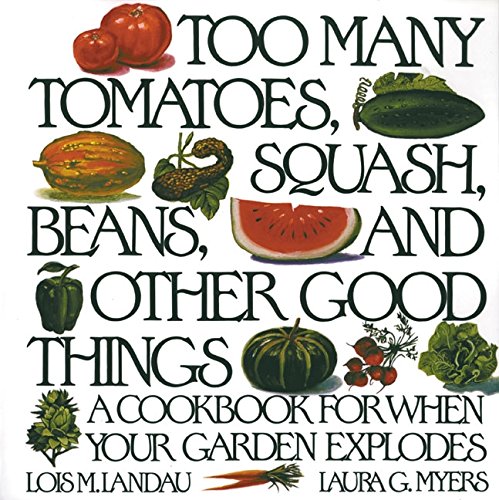 TOO MANY
TOMATOES,
SQUASH,
BEANS, AND
OTHER GOOD
THINGS
A COOKBOOK FOR WHEN
YOUR GARDEN EXPLODES
LOIS M. LANDAU LAURA G. MYERS